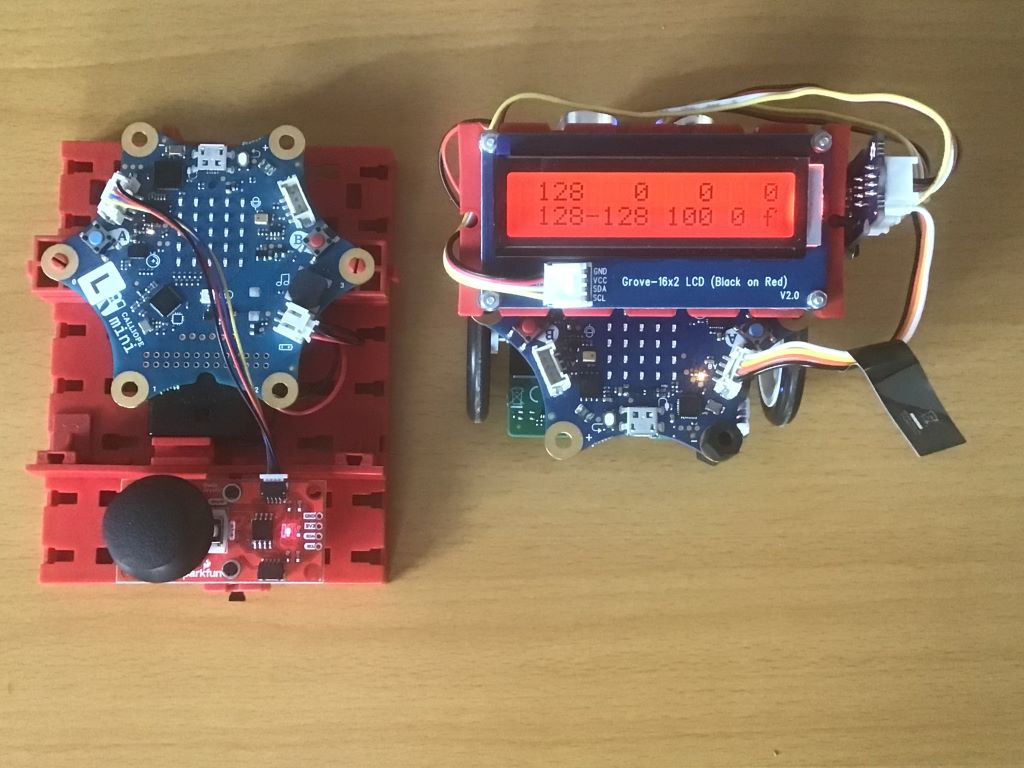 A
B
CALLIOPE
mini
128 0 0 0
128-128 100 0 f
GND
VCC
SDA
SCL
Grove-16x2 LCD (Black on Red)
V2.0
B
A